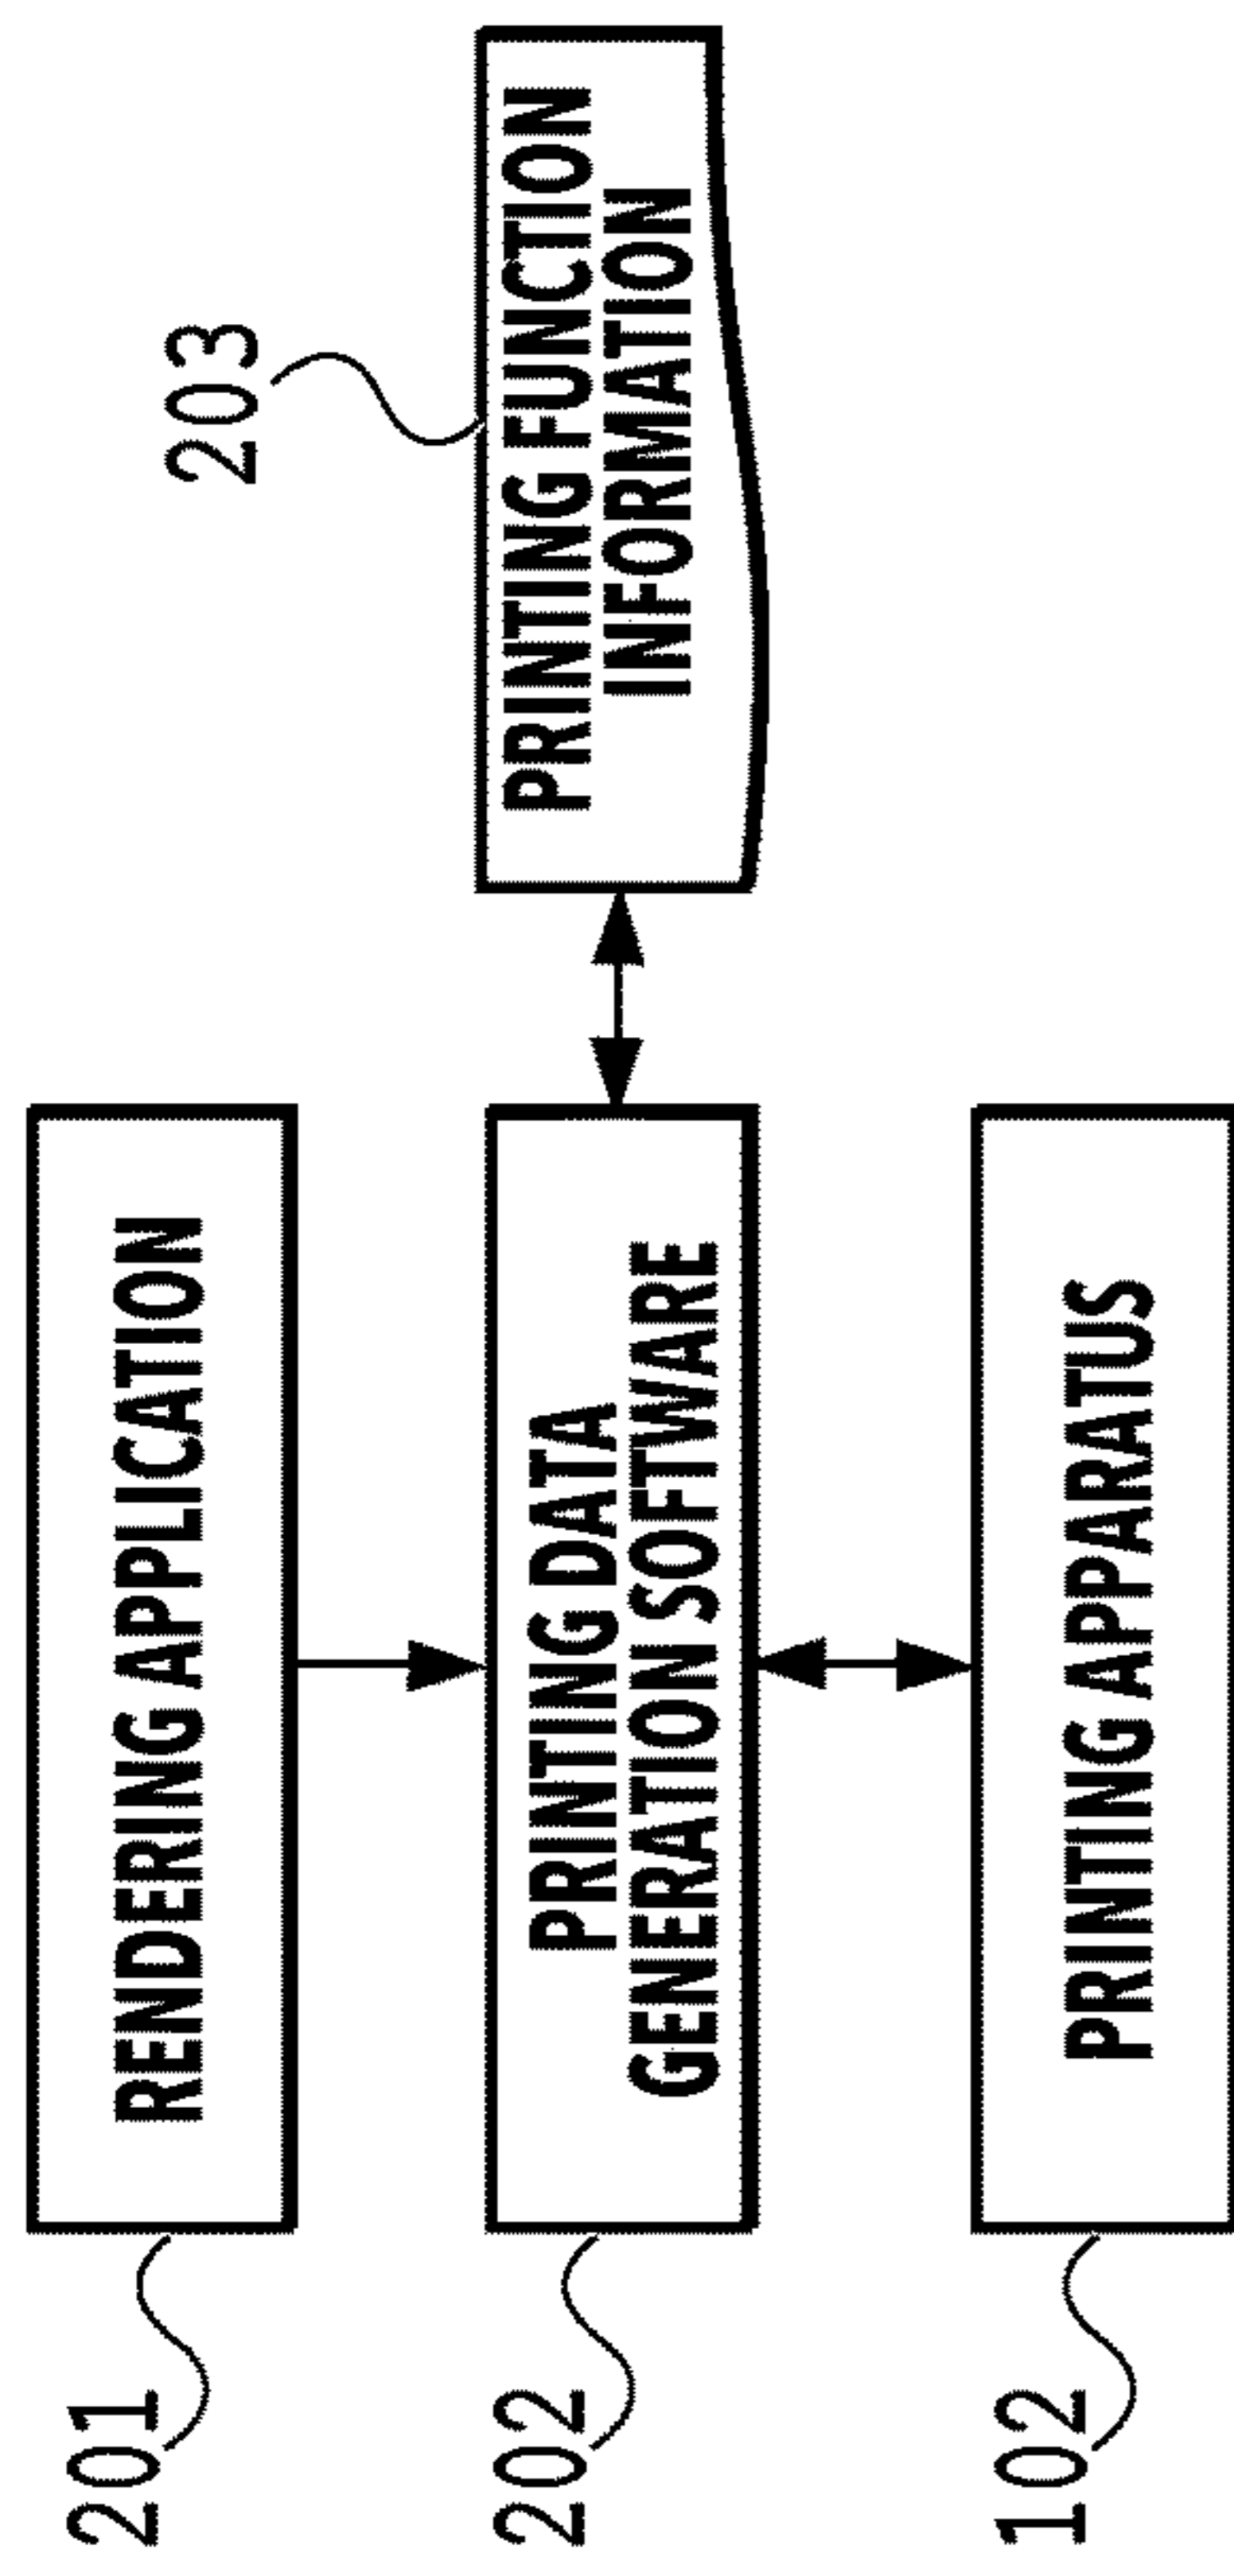 201
RENDERING APPLICATION
202
PRINTING DATA
GENERATION SOFTWARE
203
PRINTING FUNCTION
INFORMATION
102
PRINTING APPARATUS